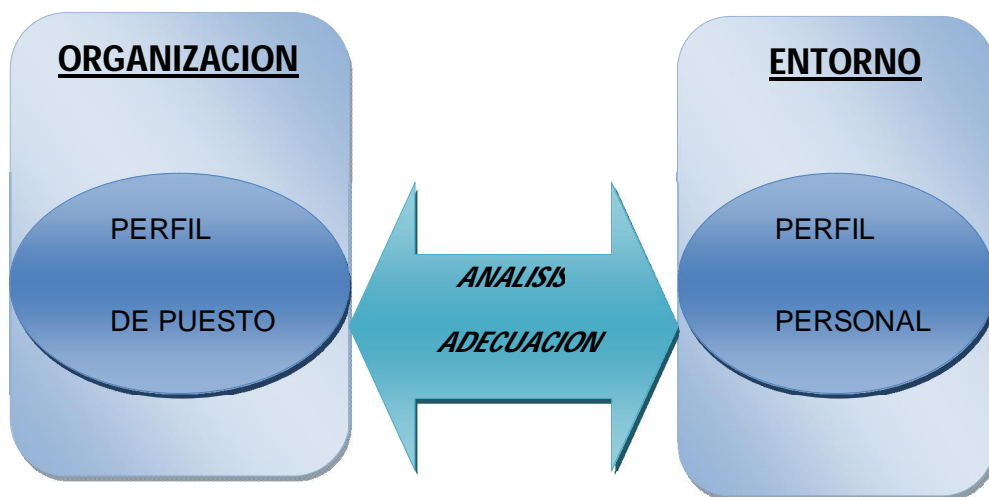 ORGANIZACION
PERFIL
DE PUESTO
ANALISIS
ADECUACION
ENTORNO
PERFIL
PERSONAL